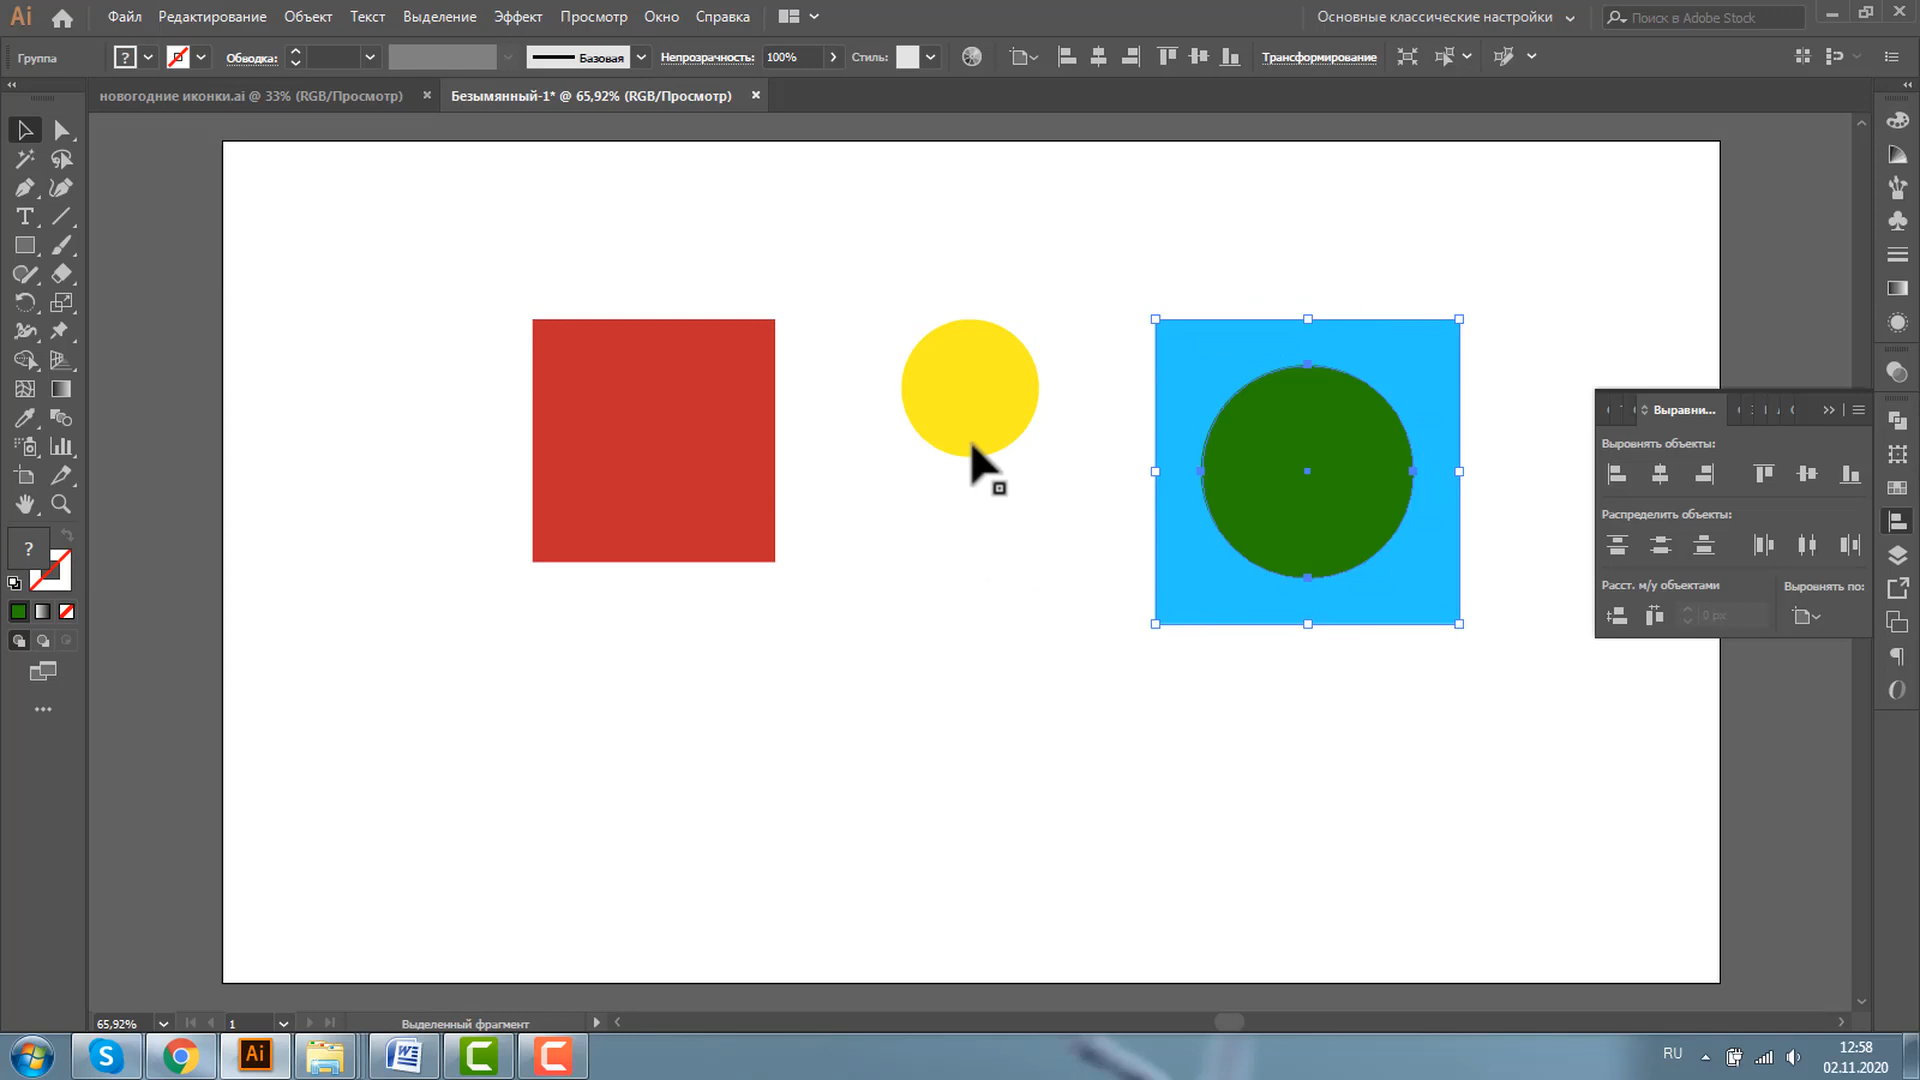 Ai Файл Редактирование Объект Текст Выделение Эффект Просмотр Окно Справка Основные классические настройки Поиск в Adobe Stock
Группа ? Обводка: Базовая Непрозрачность: 100% Стиль: Трансформирование
новогодние иконки.ai @ 33% (RGB/Просмотр) × Безымянный-1* @ 65,92% (RGB/Просмотр) ×
Выравни...
Выровнять объекты:
Распределить объекты:
Расст. м/у объектами Выровнять по:
0 px
?
65,92% 1 Выделенный фрагмент
Ai
RU
12:58
02.11.2020